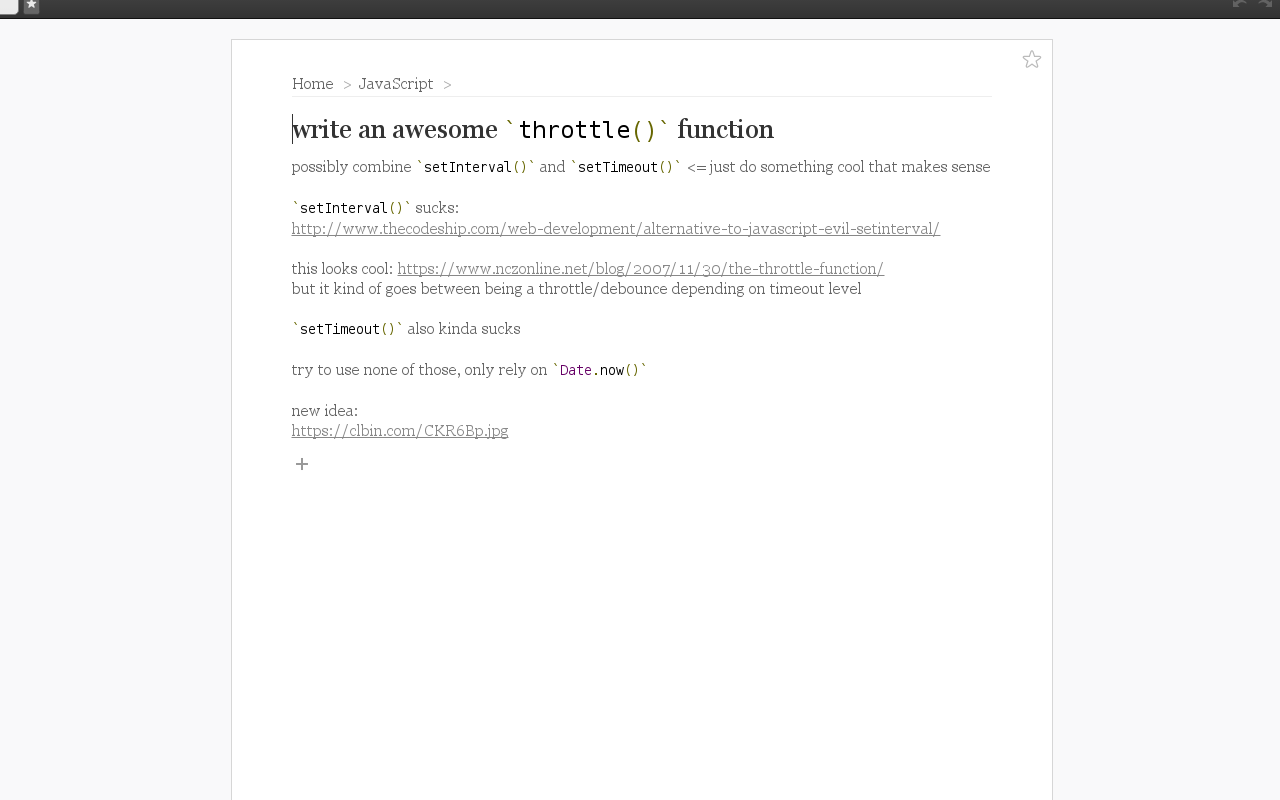 Home > JavaScript >
write an awesome `throttle()` function
possibly combine `setInterval()` and `setTimeout()` <= just do something cool that makes sense
`setInterval()` sucks:
http://www.thecodeship.com/web-development/alternative-to-javascript-evil-setinterval/
this looks cool: https://www.nczonline.net/blog/2007/11/30/the-throttle-function/
but it kind of goes between being a throttle/debounce depending on timeout level
`setTimeout()` also kinda sucks
try to use none of those, only rely on `Date.now()`
new idea:
https://clbin.com/CKR6Bp.jpg